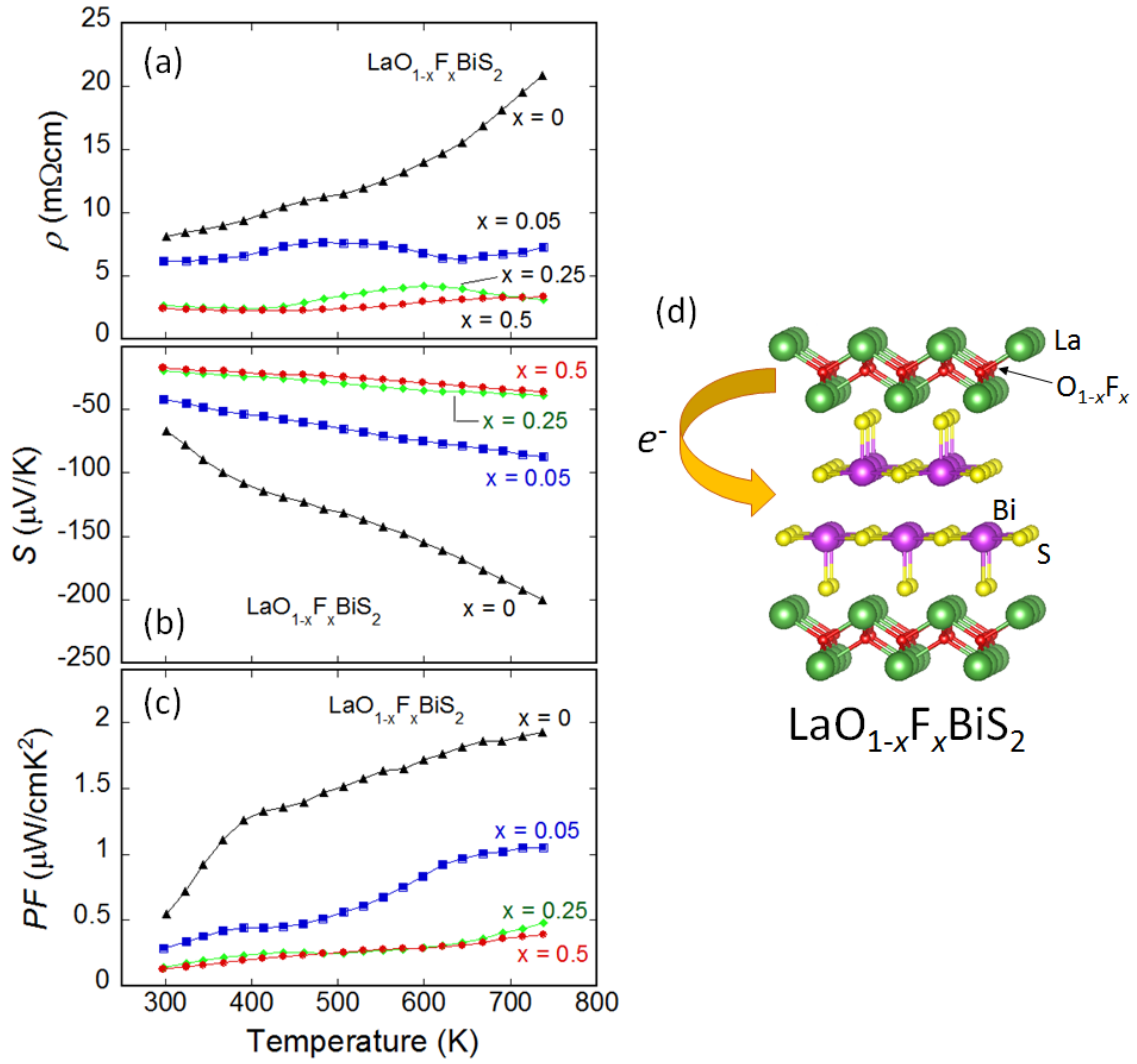 (a)
LaO1-xFxBiS2
25
20
15
10
5
0
ρ (mΩcm)
x = 0
x = 0.05
x = 0.25
x = 0.5
-50
-100
-150
-200
-250
S (μV/K)
x = 0.5
x = 0.25
x = 0.05
x = 0
LaO1-xFxBiS2
(b)
(c)
LaO1-xFxBiS2
2
1.5
1
0.5
0
PF (μW/cmK2)
x = 0
x = 0.05
x = 0.25
x = 0.5
300 400 500 600 700 800
Temperature (K)
(d)
La
O1-xFx
e-
Bi
S
LaO1-xFxBiS2